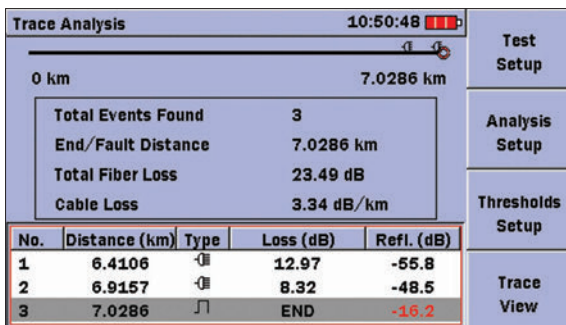 Trace Analysis 10:50:48
0 km 7.0286 km
Total Events Found 3
End/Fault Distance 7.0286 km
Total Fiber Loss 23.49 dB
Cable Loss 3.34 dB/km
No. Distance (km) Type Loss (dB) Refl. (dB)
1 6.4106 12.97 -55.8
2 6.9157 8.32 -48.5
3 7.0286 END -16.2
Test
Setup
Analysis
Setup
Thresholds
Setup
Trace
View